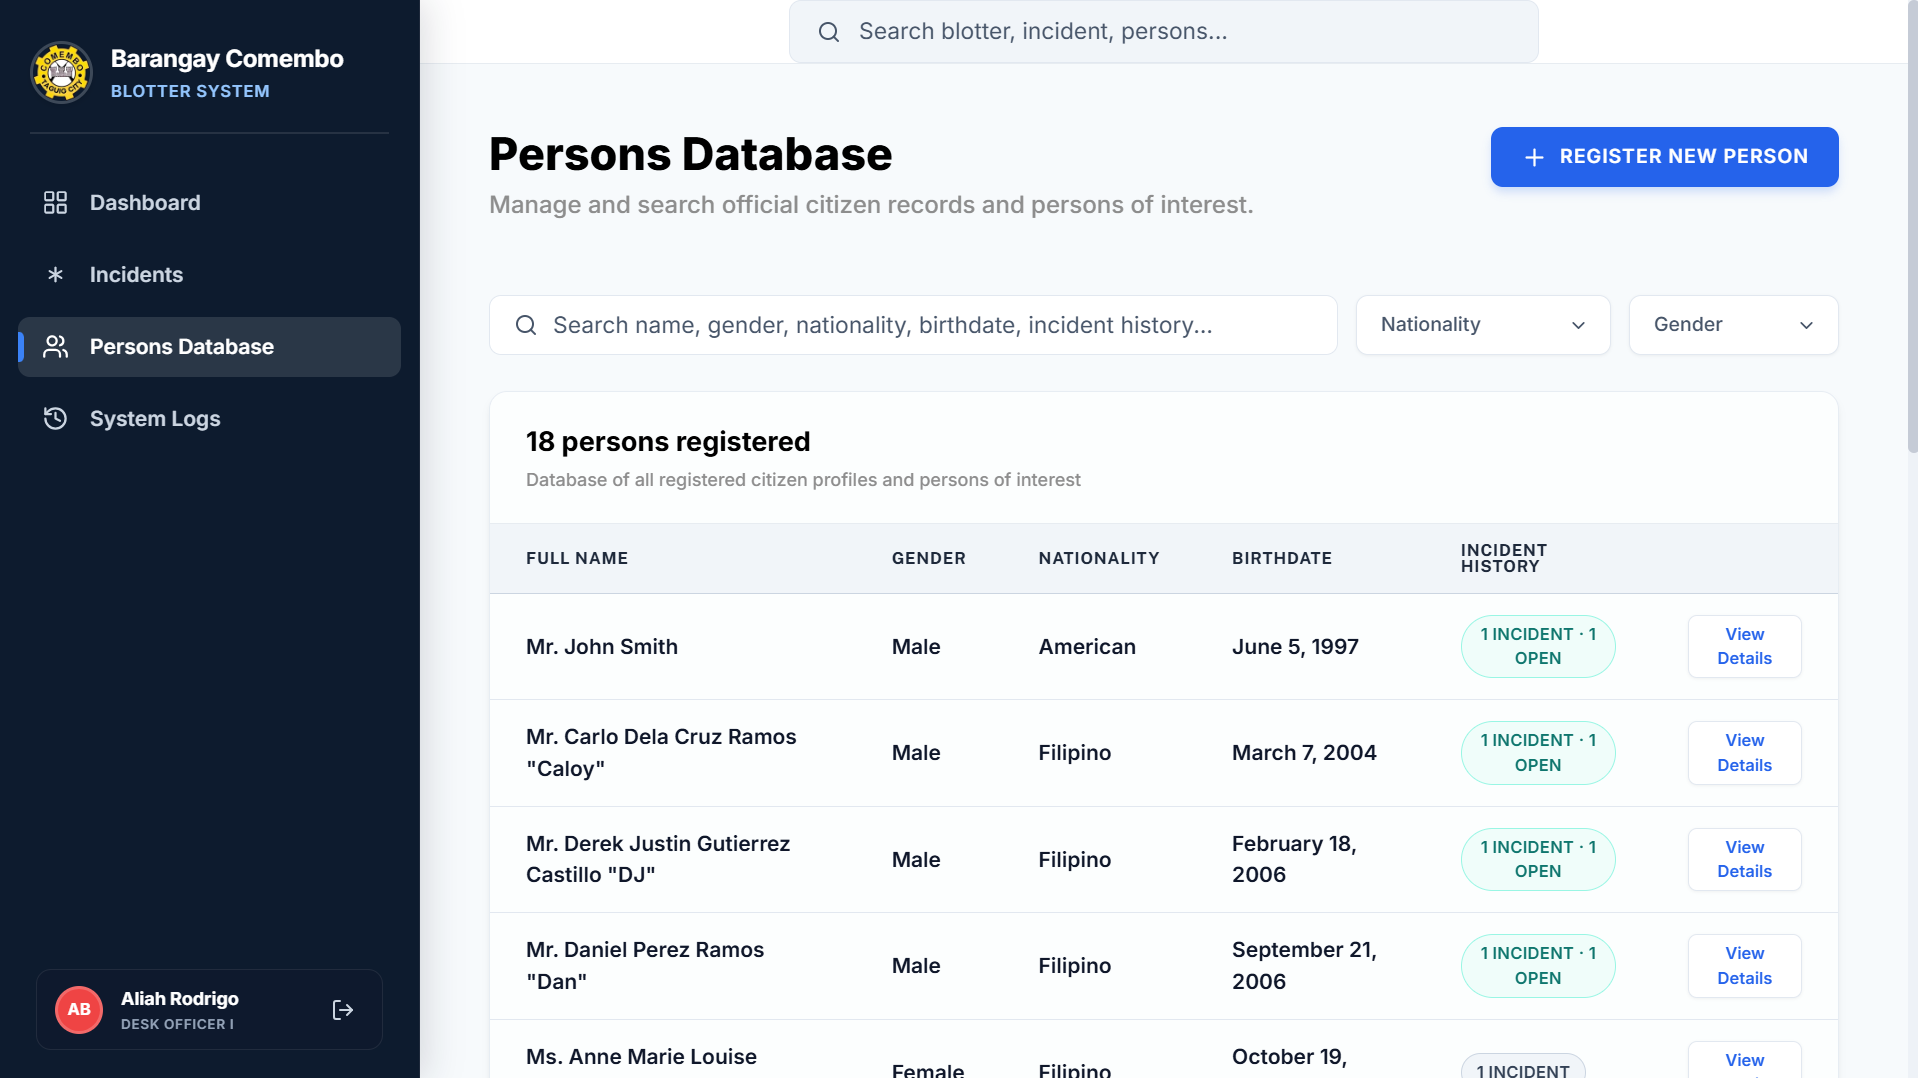 COMEMBO
TAGUIG CITY
Barangay Comembo
BLOTTER SYSTEM
Dashboard
Incidents
Persons Database
System Logs
AB
Aliah Rodrigo
DESK OFFICER I
Search blotter, incident, persons...
Persons Database
Manage and search official citizen records and persons of interest.
REGISTER NEW PERSON
Search name, gender, nationality, birthdate, incident history...
Nationality
Gender
18 persons registered
Database of all registered citizen profiles and persons of interest
FULL NAME
GENDER
NATIONALITY
BIRTHDATE
INCIDENT
HISTORY
Mr. John Smith
Male
American
June 5, 1997
1 INCIDENT · 1
OPEN
View
Details
Mr. Carlo Dela Cruz Ramos
"Caloy"
Male
Filipino
March 7, 2004
1 INCIDENT · 1
OPEN
View
Details
Mr. Derek Justin Gutierrez
Castillo "DJ"
Male
Filipino
February 18,
2006
1 INCIDENT · 1
OPEN
View
Details
Mr. Daniel Perez Ramos
"Dan"
Male
Filipino
September 21,
2006
1 INCIDENT · 1
OPEN
View
Details
Ms. Anne Marie Louise
Female
Filipino
October 19,
1 INCIDENT
View